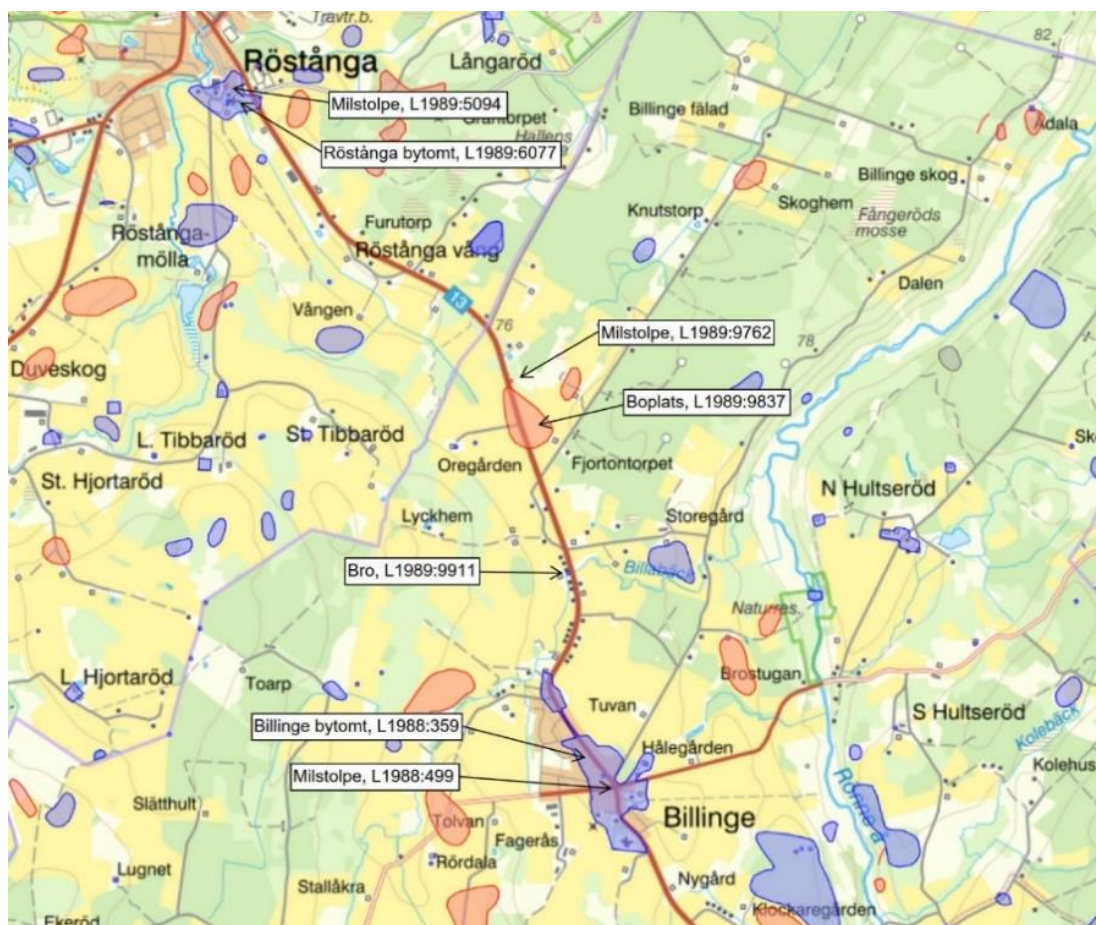 Travtr.b.
82
Röstånga
Långaröd
Milstolpe, L1989:5094
Grantorpet
Billinge fälad
Ådala
Hallens
Röstånga bytomt, L1989:6077
Billinge skog
Skoghem
Furutorp
Knutstorp
Fångeröds
mosse
Röstånga-
mölla
Röstånga vång
Dalen
13
Vången
76
Milstolpe, L1989:9762
78
Duveskog
Boplats, L1989:9837
L. Tibbaröd
St. Tibbaröd
Oregården
Fjortontorpet
St. Hjortaröd
N Hultseröd
Lyckhem
Storegård
Bro, L1989:9911
Billabäck
Naturres.
L. Hjortaröd
Toarp
Brostugan
Tuvan
S Hultseröd
Billinge bytomt, L1988:359
Hålegården
Kolebäck
Milstolpe, L1988:499
Kolehus
Slätthult
Tolvan
Billinge
Rönne å
Fagerås
Rördala
Lugnet
Stallåkra
Nygård
Klockaregården
Ekeröd